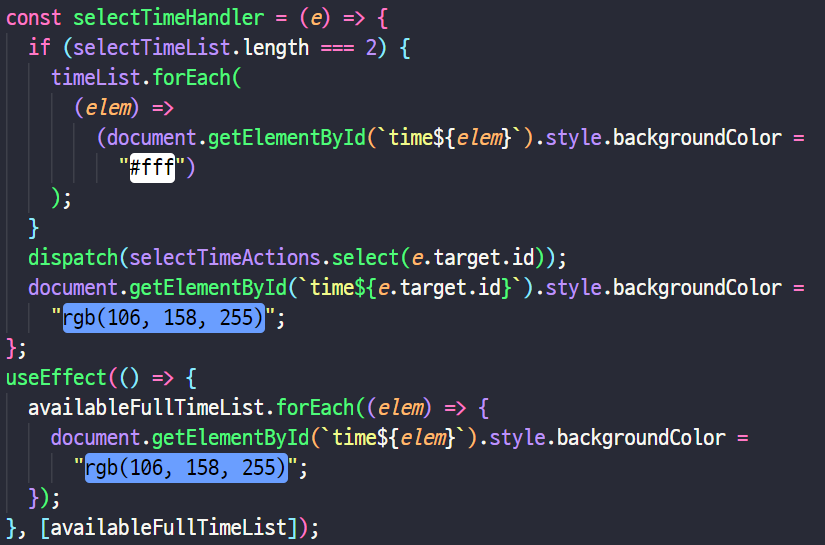 const selectTimeHandler = (e) => {
if (selectTimeList.length === 2) {
timeList.forEach(
(elem) =>
(document.getElementById(`time${elem}`).style.backgroundColor =
"#fff")
);
}
dispatch(selectTimeActions.select(e.target.id));
document.getElementById(`time${e.target.id}`).style.backgroundColor =
"rgb(106, 158, 255)";
};
useEffect(() => {
availableFullTimeList.forEach((elem) => {
document.getElementById(`time${elem}`).style.backgroundColor =
"rgb(106, 158, 255)";
});
}, [availableFullTimeList]);